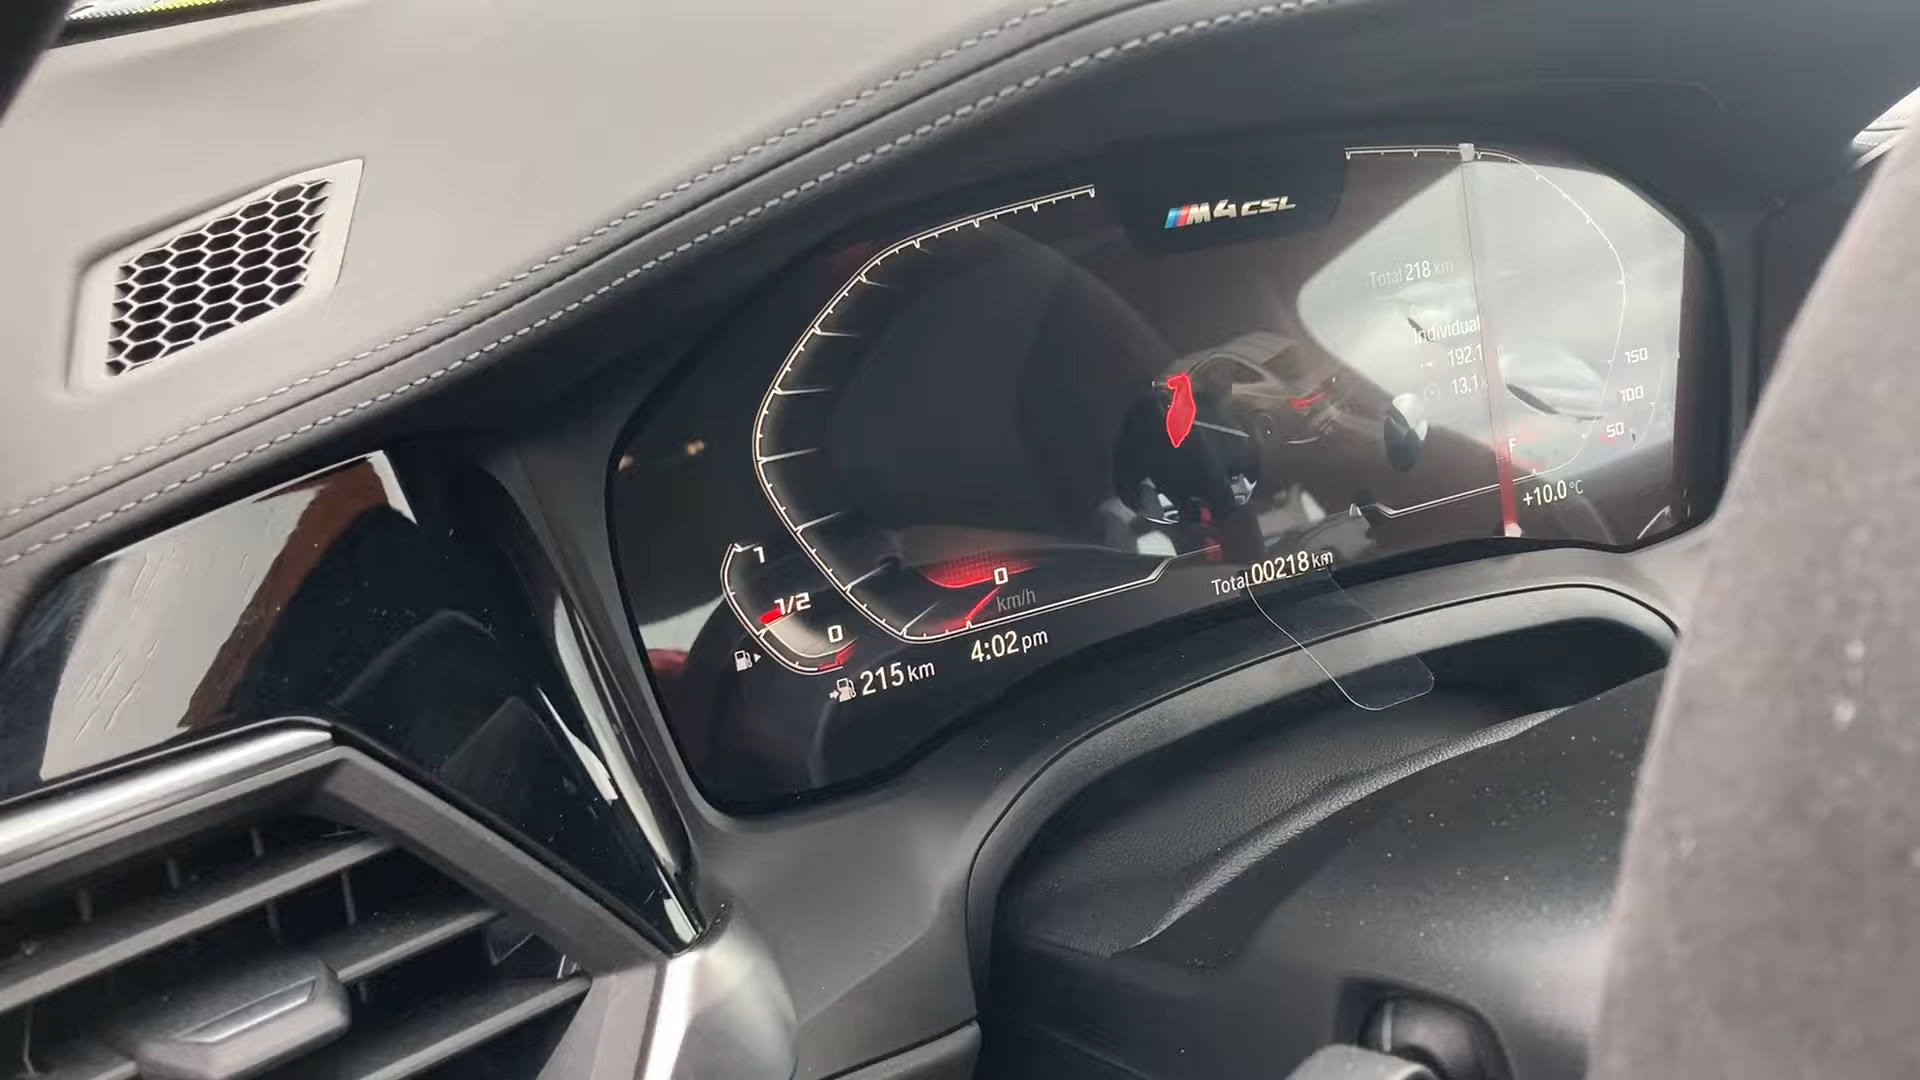 M4 CSL
Total 218 km
Individual
192.1
13.1
150
100
50
+10.0 °C
1
1/2
0
0
km/h
Total 00218 km
4:02 pm
215 km